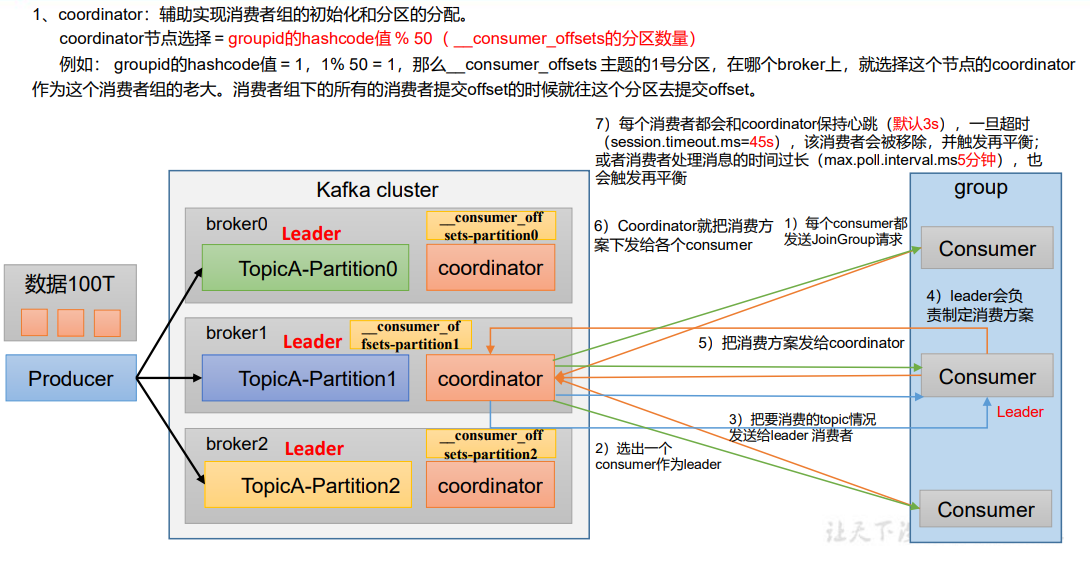 1、coordinator：辅助实现消费者组的初始化和分区的分配。
coordinator节点选择 = groupid的hashcode值 % 50（ __consumer_offsets的分区数量）
例如： groupid的hashcode值 = 1，1% 50 = 1，那么__consumer_offsets 主题的1号分区，在哪个broker上，就选择这个节点的coordinator
作为这个消费者组的老大。消费者组下的所有的消费者提交offset的时候就往这个分区去提交offset。
7）每个消费者都会和coordinator保持心跳（默认3s），一旦超时
（session.timeout.ms=45s），该消费者会被移除，并触发再平衡；
或者消费者处理消息的时间过长（max.poll.interval.ms5分钟），也
会触发再平衡
Kafka cluster
group
broker0
Leader
__consumer_off
sets-partition0
TopicA-Partition0
coordinator
6）Coordinator就把消费方
案下发给各个consumer
1）每个consumer都
发送JoinGroup请求
Consumer
数据100T
4）leader会负
责制定消费方案
broker1
Leader
__consumer_of
fsets-partition1
5）把消费方案发给coordinator
Producer
TopicA-Partition1
coordinator
Consumer
Leader
3）把要消费的topic情况
发送给leader 消费者
broker2
Leader
__consumer_off
sets-partition2
2）选出一个
consumer作为leader
TopicA-Partition2
coordinator
Consumer
让天下